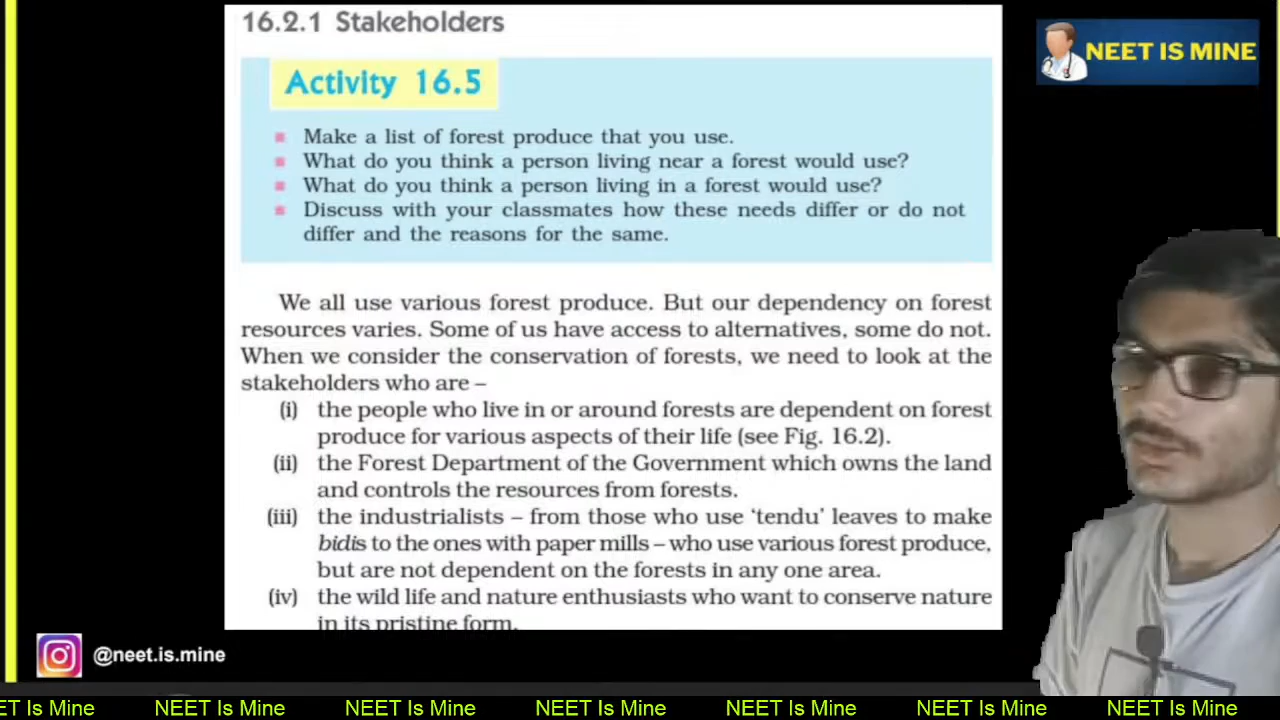 16.2.1 Stakeholders
NEET IS MINE
Activity 16.5
Make a list of forest produce that you use.
What do you think a person living near a forest would use?
What do you think a person living in a forest would use?
Discuss with your classmates how these needs differ or do not
differ and the reasons for the same.
We all use various forest produce. But our dependency on forest
resources varies. Some of us have access to alternatives, some do not.
When we consider the conservation of forests, we need to look at the
stakeholders who are –
(i) the people who live in or around forests are dependent on forest
produce for various aspects of their life (see Fig. 16.2).
(ii) the Forest Department of the Government which owns the land
and controls the resources from forests.
(iii) the industrialists – from those who use ‘tendu’ leaves to make
bidis to the ones with paper mills – who use various forest produce,
but are not dependent on the forests in any one area.
(iv) the wild life and nature enthusiasts who want to conserve nature
in its pristine form.
@neet.is.mine
ET Is Mine NEET Is Mine NEET Is Mine NEET Is Mine NEET Is Mine NEET Is Mine NEET Is Mine